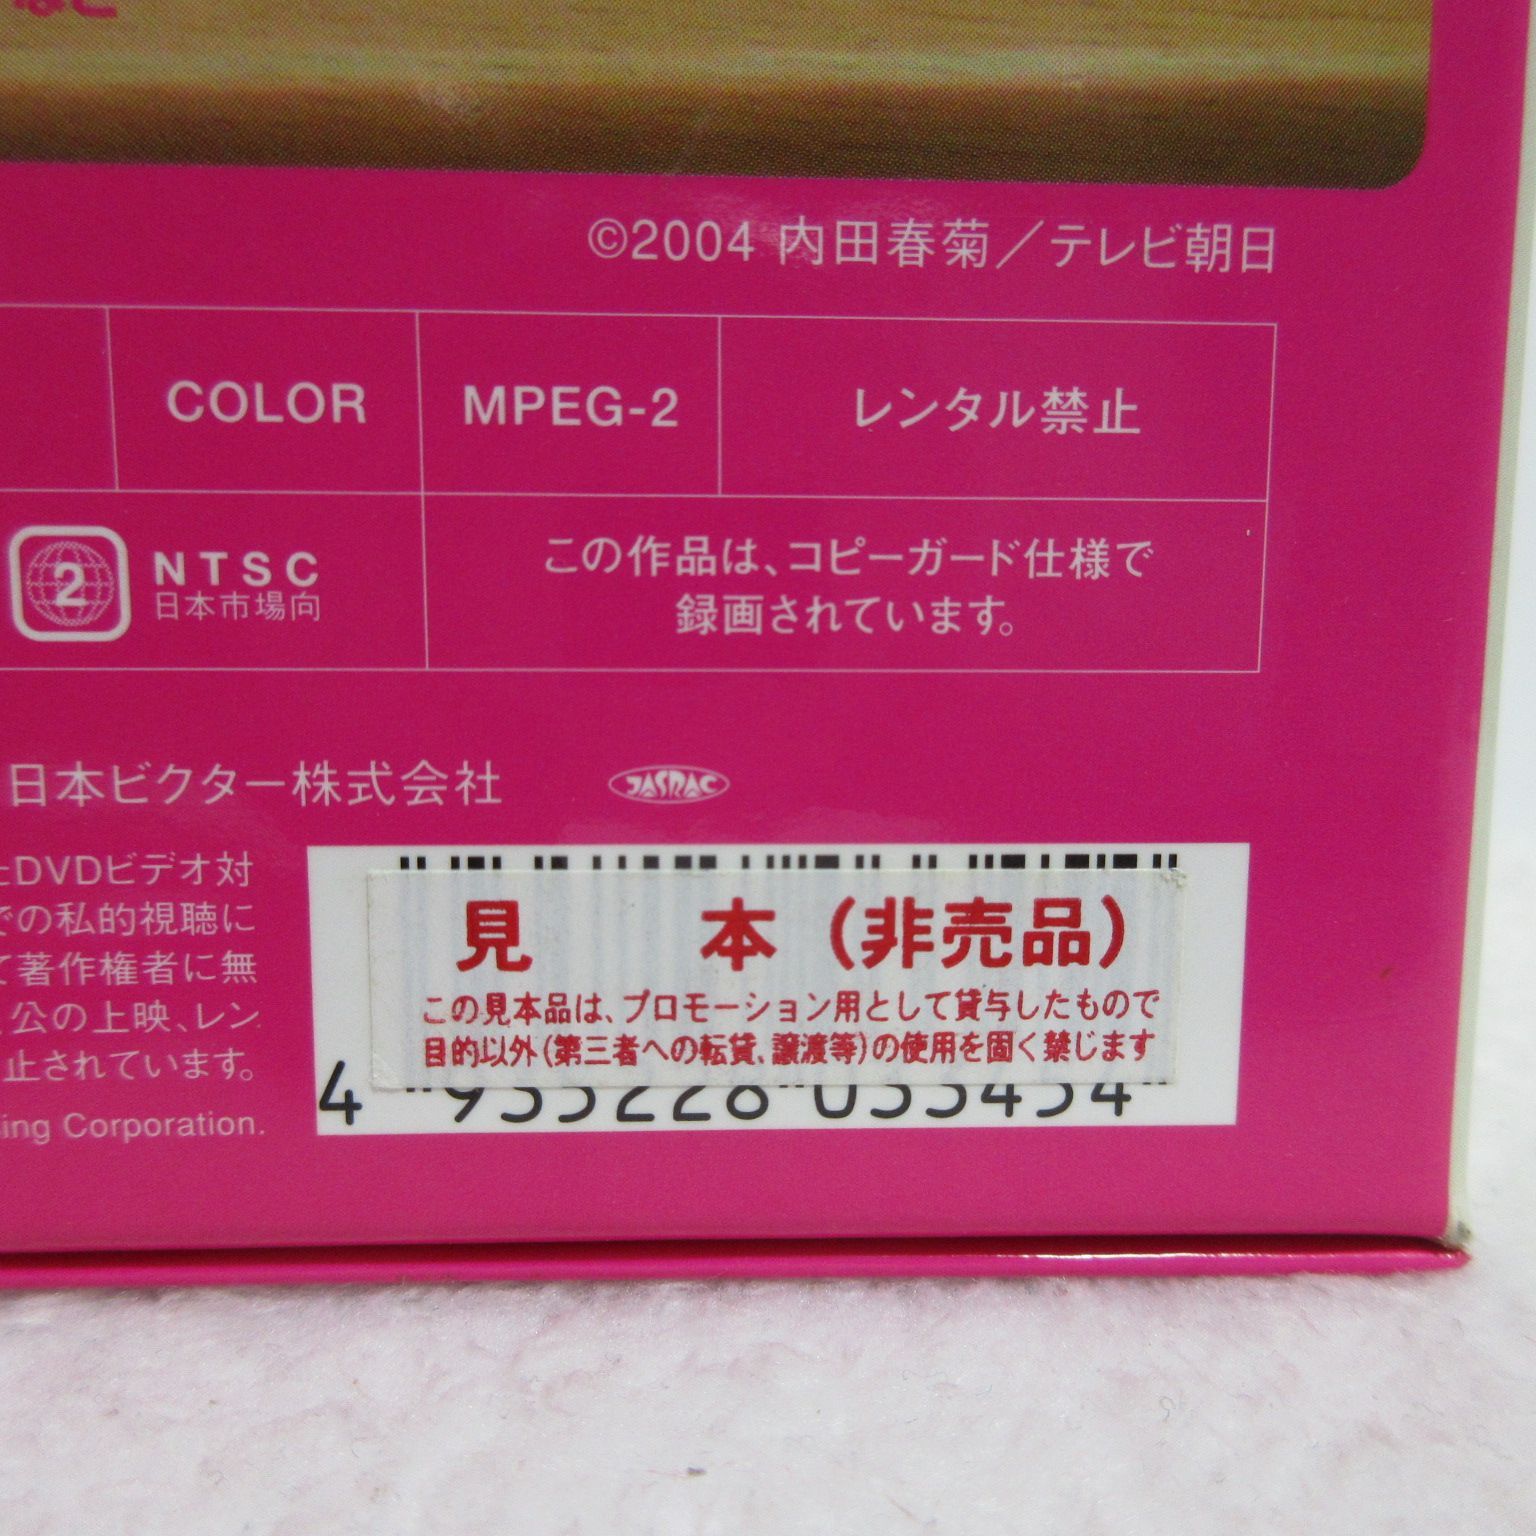 など
©2004 内田春菊／テレビ朝日
COLOR
MPEG-2
レンタル禁止
2
NTSC
日本市場向
この作品は、コピーガード仕様で
録画されています。
日本ビクター株式会社
JASRAC
DVDビデオ対
での私的視聴に
て著作権者に無
公の上映、レン
止されています。
Corporation.
見 本（非売品）
この見本品は、プロモーション用として貸与したもので
目的以外（第三者への転貸、譲渡等）の使用を固く禁じます
4